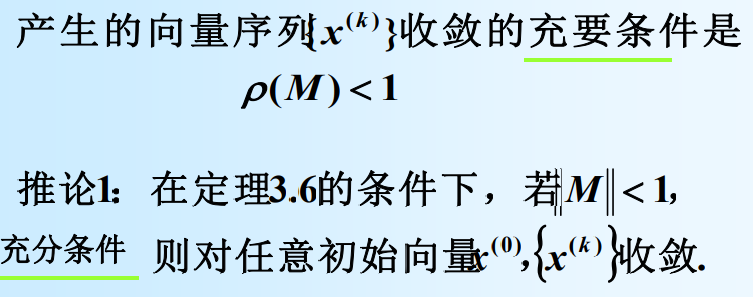 产生的向量序列{x^(k)}收敛的充要条件是
ρ(M) < 1
推论1: 在定理3.6的条件下，若‖M‖ < 1,
充分条件 则对任意初始向量x^(0),{x^(k)}收敛.